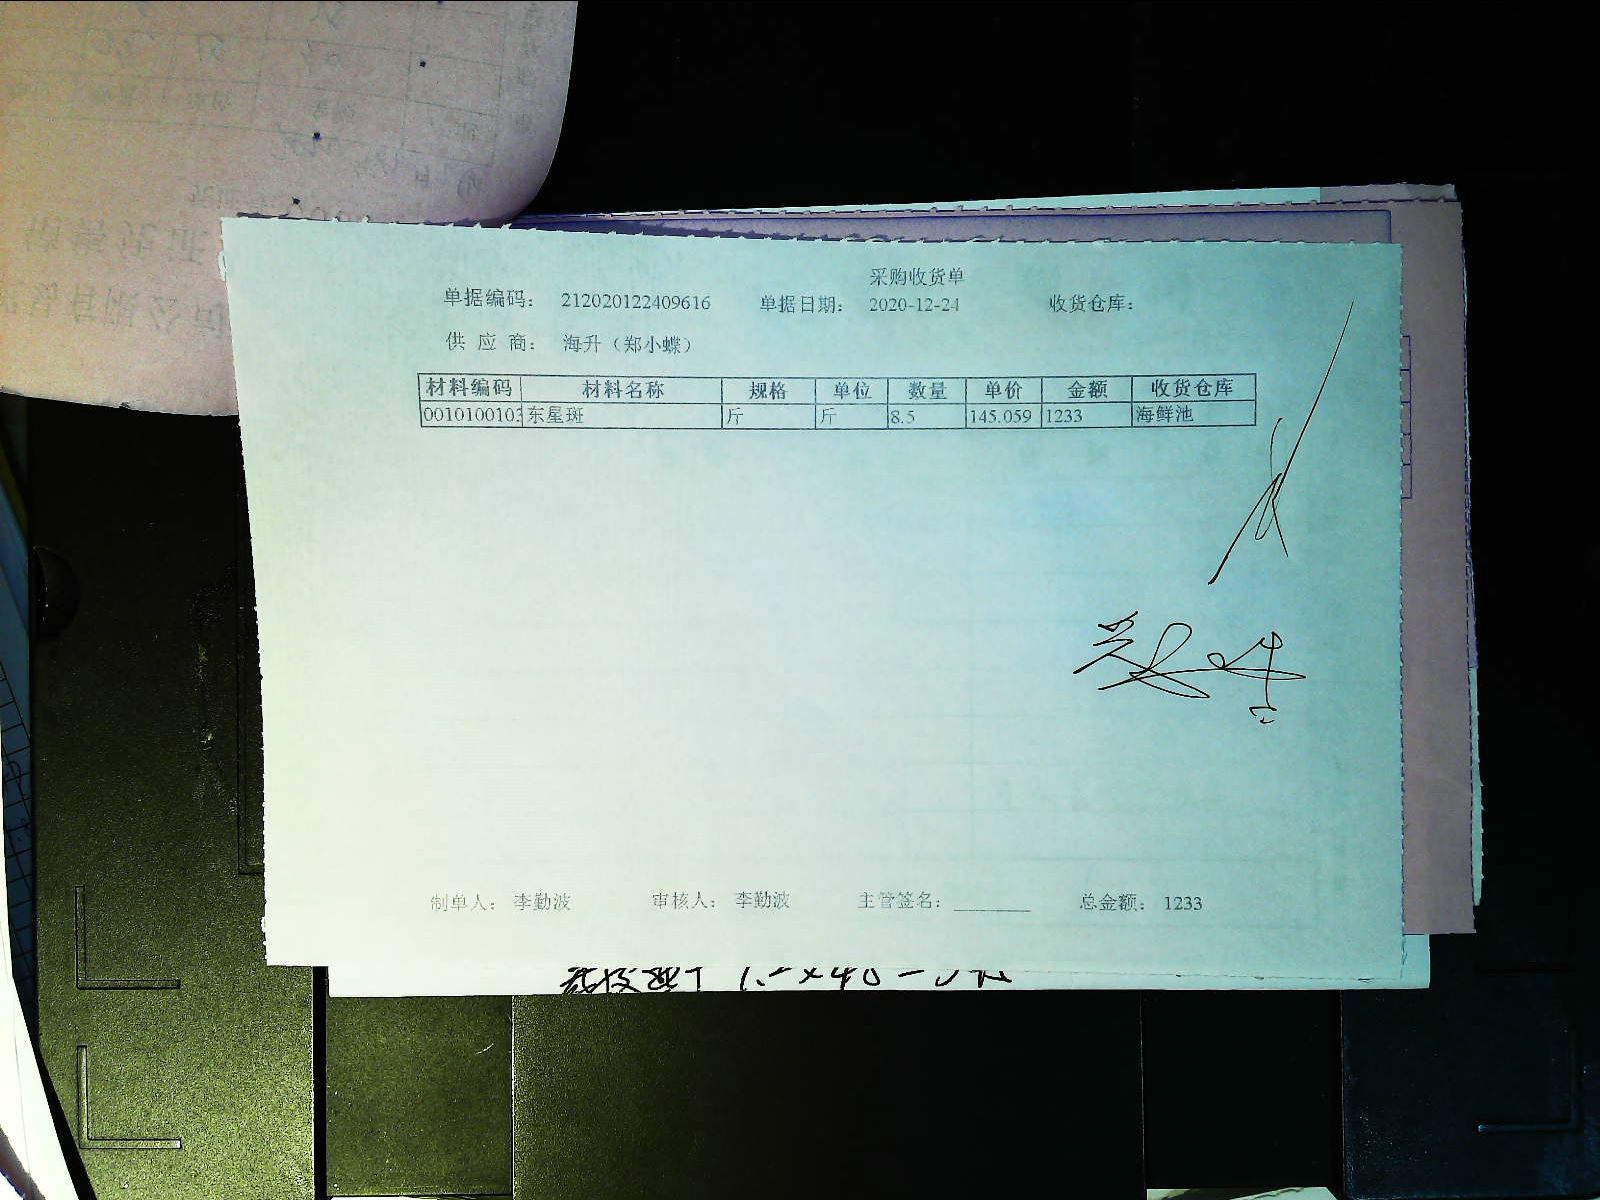 采购收货单
单据编码： 212020122409616 单据日期： 2020-12-24 收货仓库：
供 应 商： 海升（郑小蝶）
材料编码 材料名称 规格 单位 数量 单价 金额 收货仓库
0010100103 东星斑 斤 斤 8.5 145.059 1233 海鲜池
制单人： 李勤波 审核人： 李勤波 主管签名： ________ 总金额： 1233